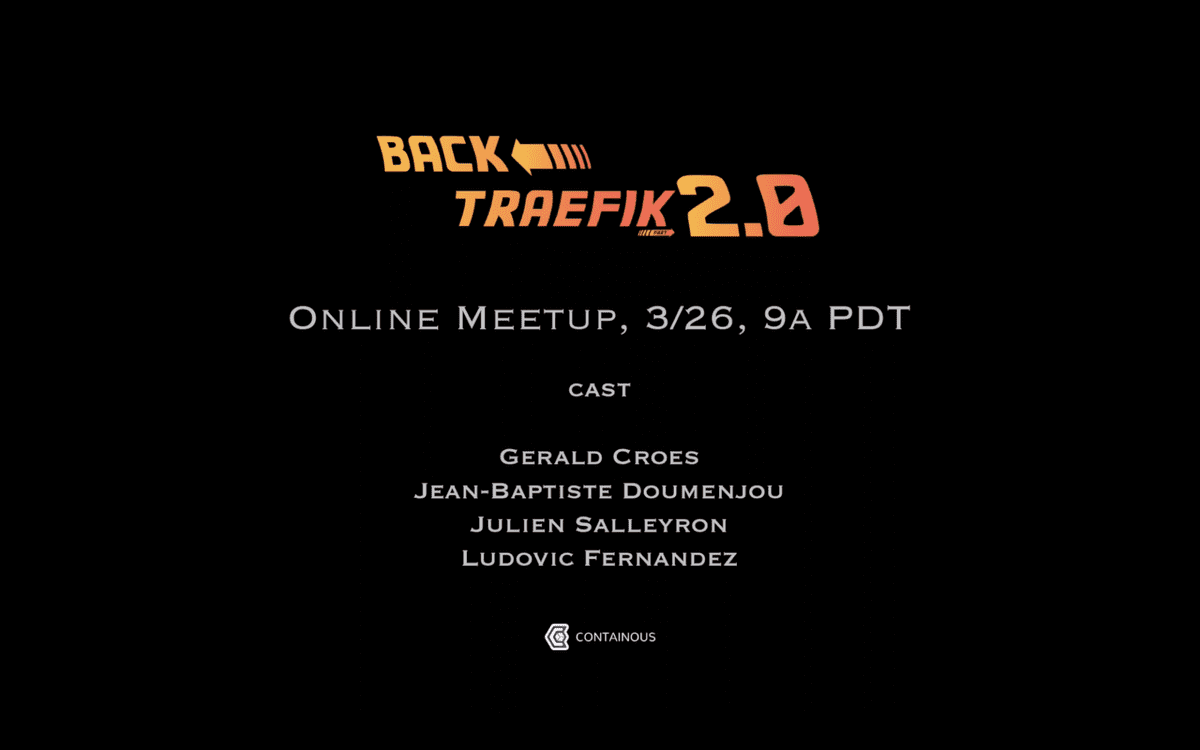 BACK
TRAEFIK 2.0
PART
ONLINE MEETUP, 3/26, 9A PDT
CAST
GERALD CROES
JEAN-BAPTISTE DOUMENJOU
JULIEN SALLEYRON
LUDOVIC FERNANDEZ
CONTAINOUS